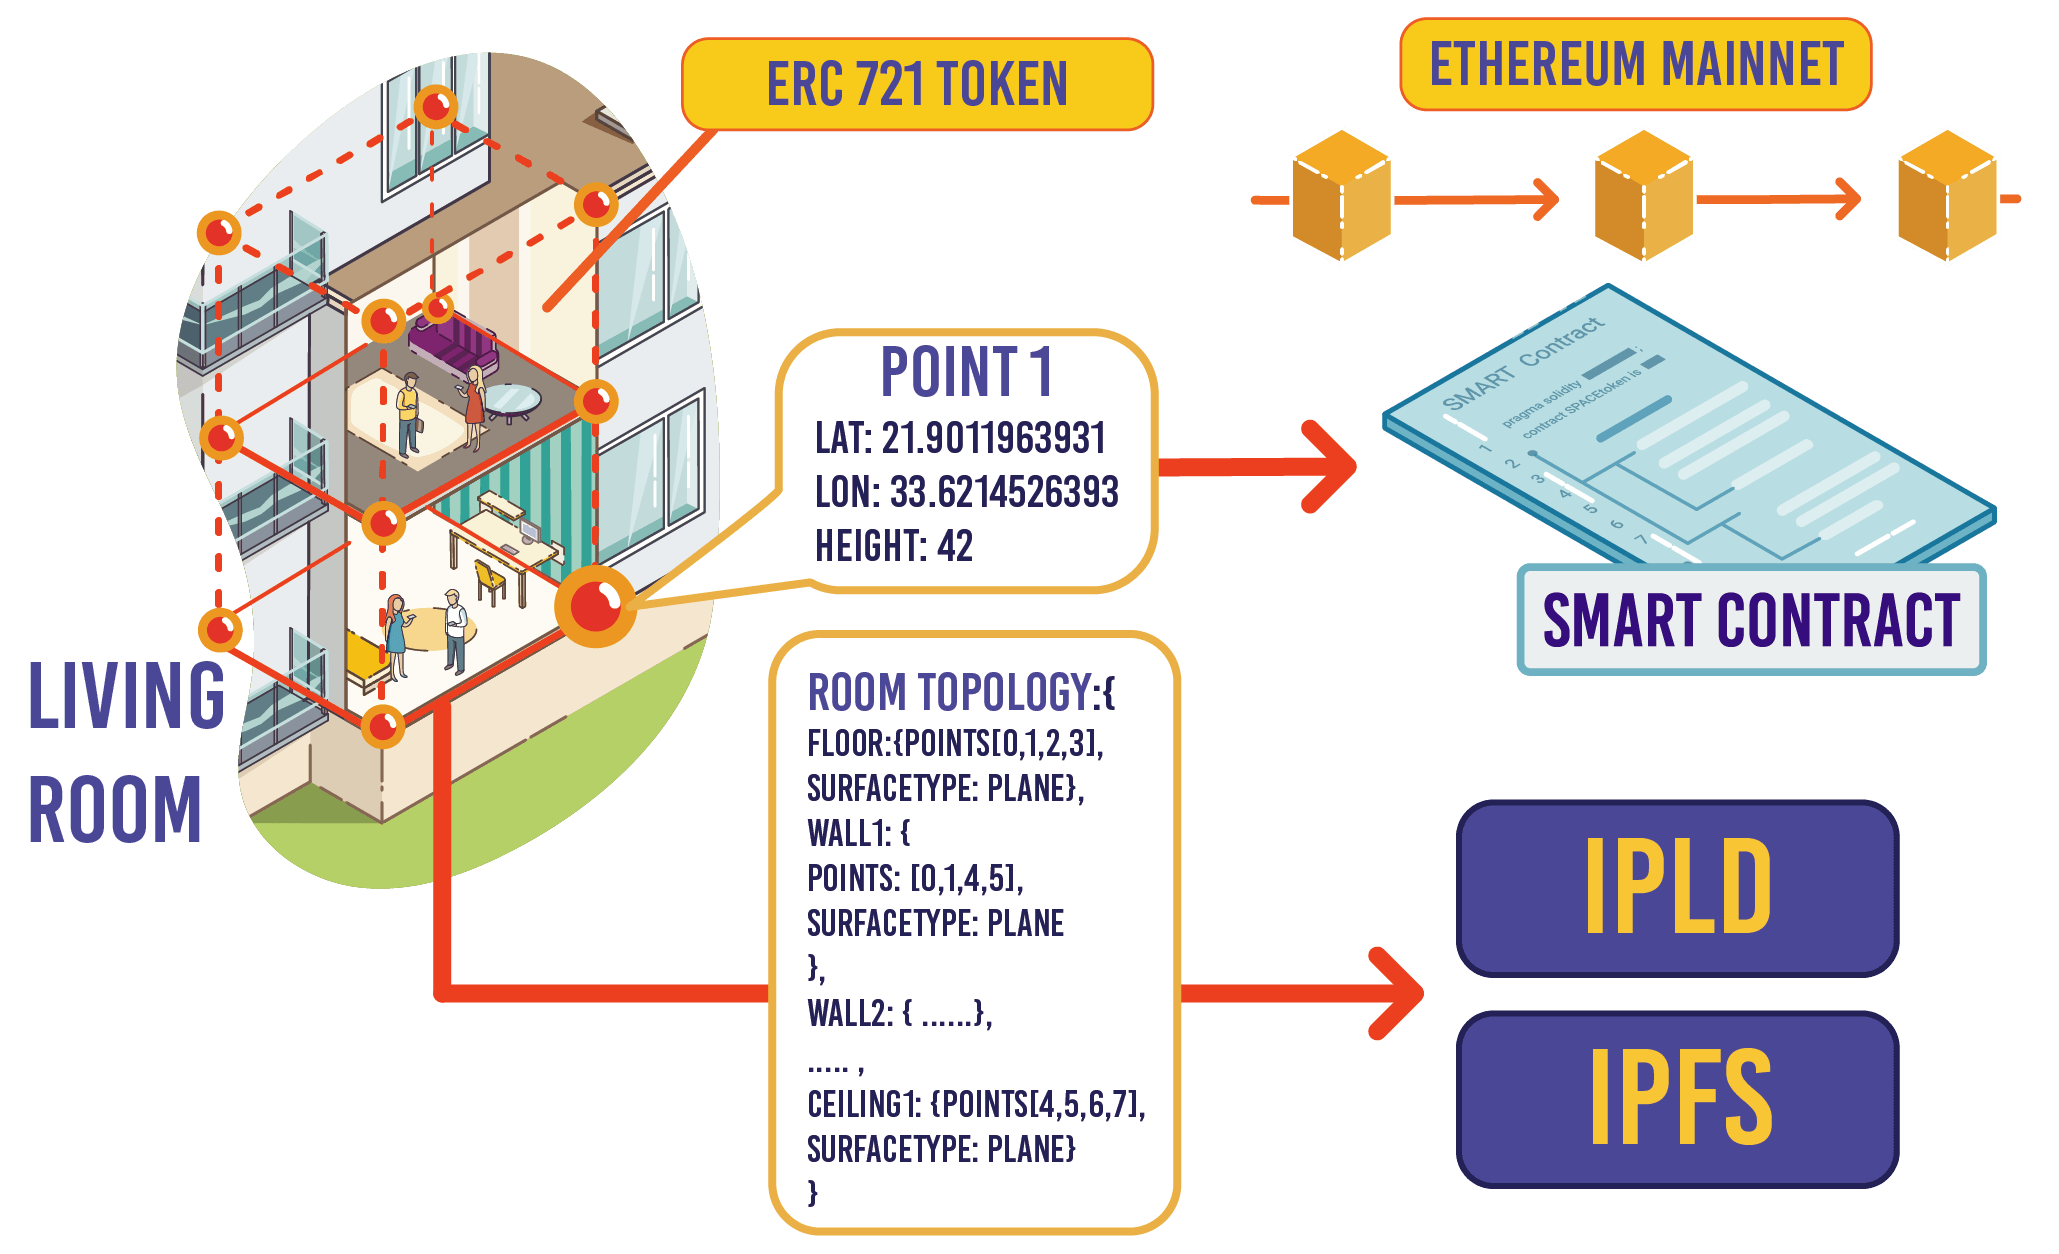 ERC 721 TOKEN
ETHEREUM MAINNET
POINT 1
LAT: 21.9011963931
LON: 33.6214526393
HEIGHT: 42
SMART Contract
pragma solidity ;
contract SPACEtoken is
1
2
3
4
5
6
7
SMART CONTRACT
LIVING
ROOM
ROOM TOPOLOGY:{
FLOOR:{POINTS[0,1,2,3],
SURFACETYPE: PLANE},
WALL1: {
POINTS: [0,1,4,5],
SURFACETYPE: PLANE
},
WALL2: { ......},
..... ,
CEILING1: {POINTS[4,5,6,7],
SURFACETYPE: PLANE}
}
IPLD
IPFS